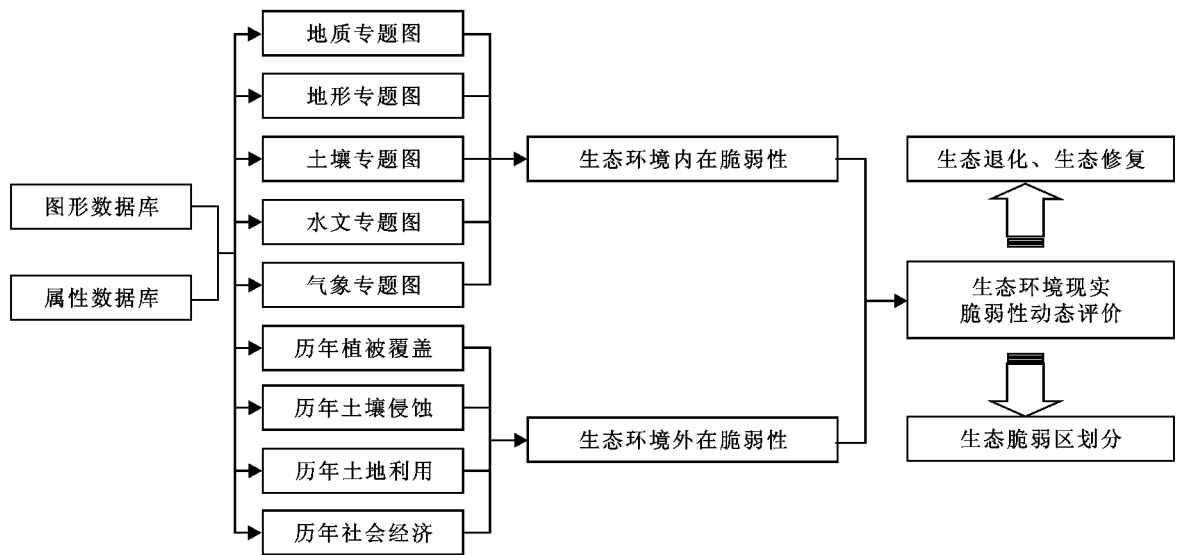 图形数据库
属性数据库
地质专题图
地形专题图
土壤专题图
水文专题图
气象专题图
历年植被覆盖
历年土壤侵蚀
历年土地利用
历年社会经济
生态环境内在脆弱性
生态环境外在脆弱性
生态退化、生态修复
生态环境现实
脆弱性动态评价
生态脆弱区划分